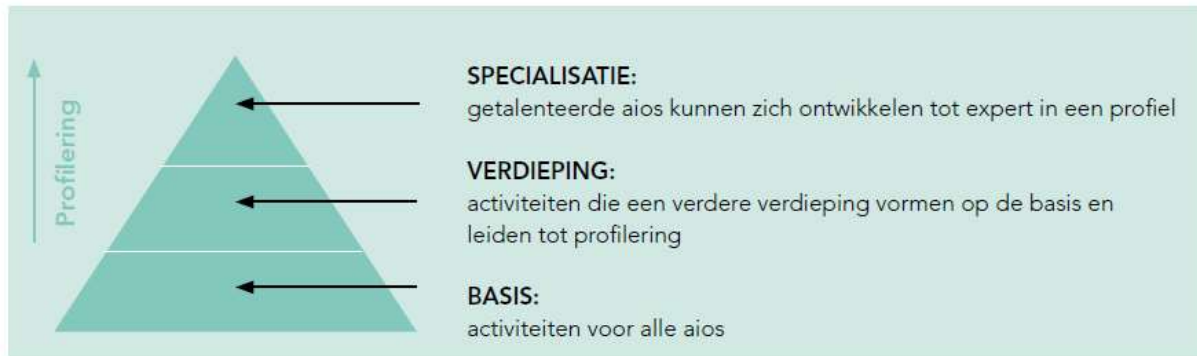 Profilering
SPECIALISATIE:
getalenteerde aios kunnen zich ontwikkelen tot expert in een profiel
VERDIEPING:
activiteiten die een verdere verdieping vormen op de basis en
leiden tot profilering
BASIS:
activiteiten voor alle aios